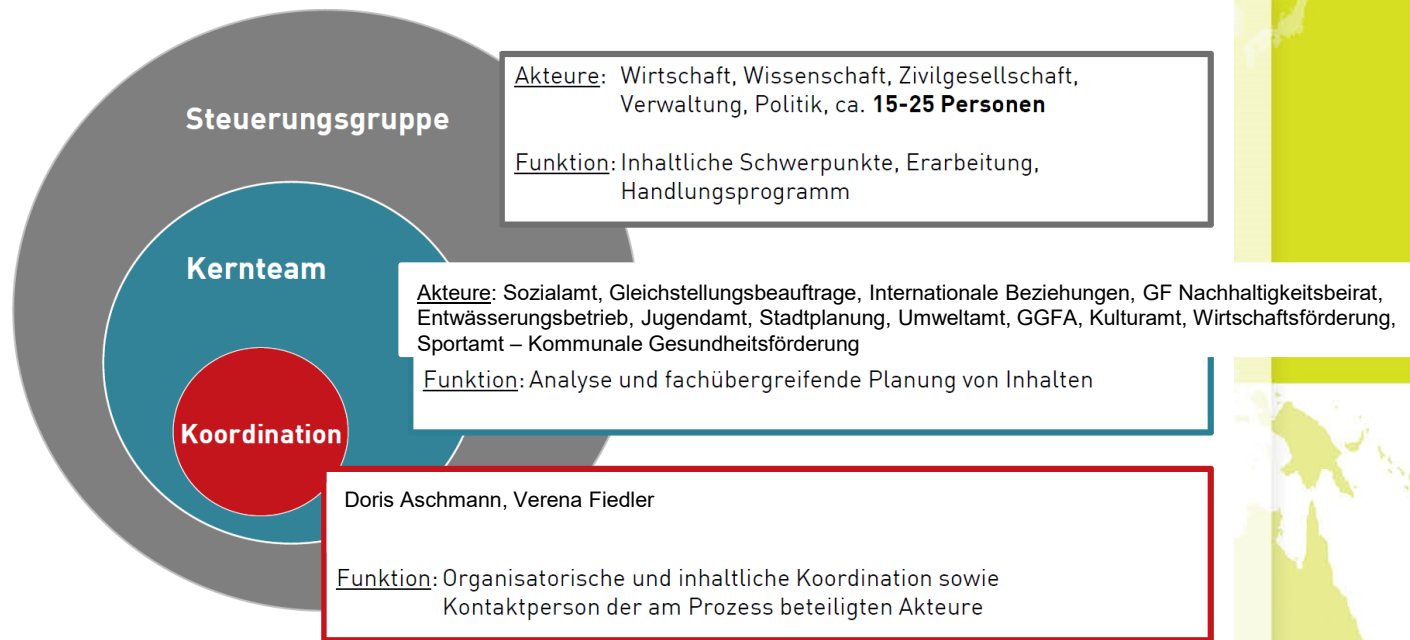 Steuerungsgruppe
Akteure: Wirtschaft, Wissenschaft, Zivilgesellschaft,
Verwaltung, Politik, ca. 15-25 Personen
Funktion: Inhaltliche Schwerpunkte, Erarbeitung,
Handlungsprogramm
Kernteam
Akteure: Sozialamt, Gleichstellungsbeauftrage, Internationale Beziehungen, GF Nachhaltigkeitsbeirat,
Entwässerungsbetrieb, Jugendamt, Stadtplanung, Umweltamt, GGFA, Kulturamt, Wirtschaftsförderung,
Sportamt – Kommunale Gesundheitsförderung
Funktion: Analyse und fachübergreifende Planung von Inhalten
Koordination
Doris Aschmann, Verena Fiedler
Funktion: Organisatorische und inhaltliche Koordination sowie
Kontaktperson der am Prozess beteiligten Akteure